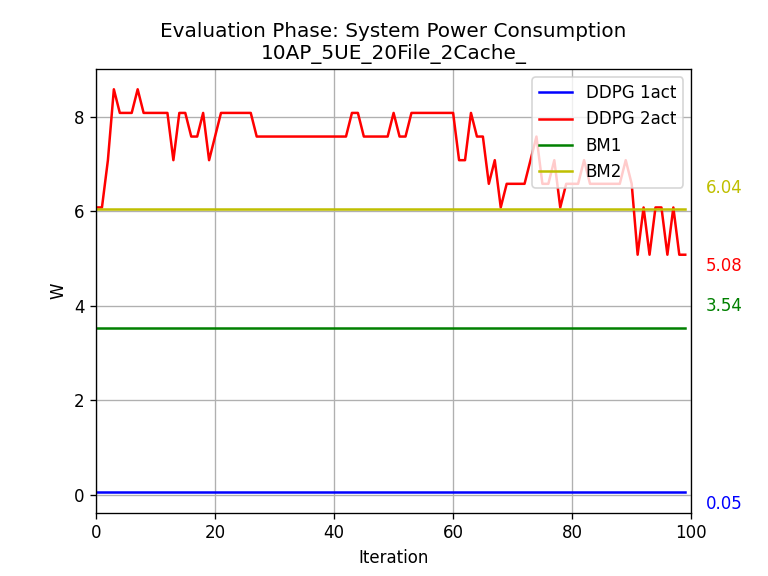 Evaluation Phase: System Power Consumption
10AP_5UE_20File_2Cache_
DDPG 1act
DDPG 2act
BM1
BM2
8
6
4
2
0
W
6.04
5.08
3.54
0.05
0
20
40
60
80
100
Iteration